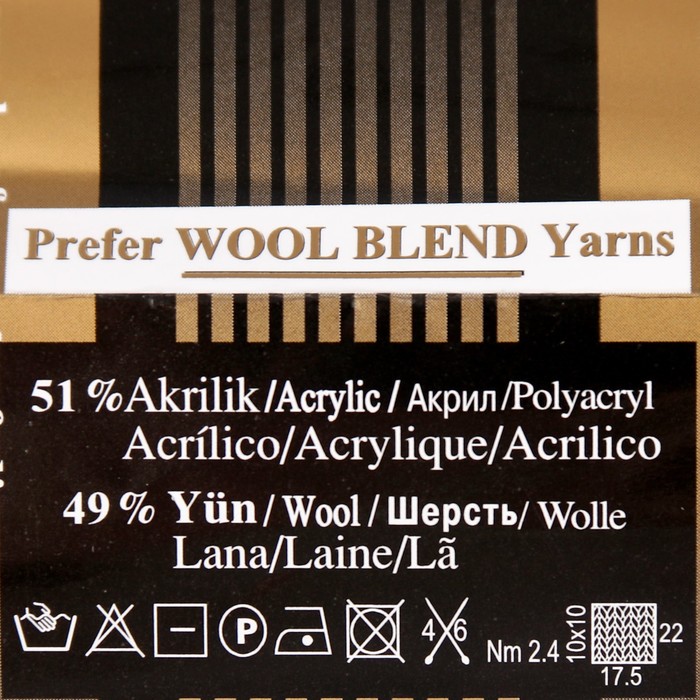 Prefer WOOL BLEND Yarns
51 % Akrilik / Acrylic / Акрил / Polyacryl
Acrílico/Acrylique/Acrilico
49 % Yün / Wool / Шерсть / Wolle
Lana/Laine/Lã
P
4 6
Nm 2.4
10x10
22
17.5